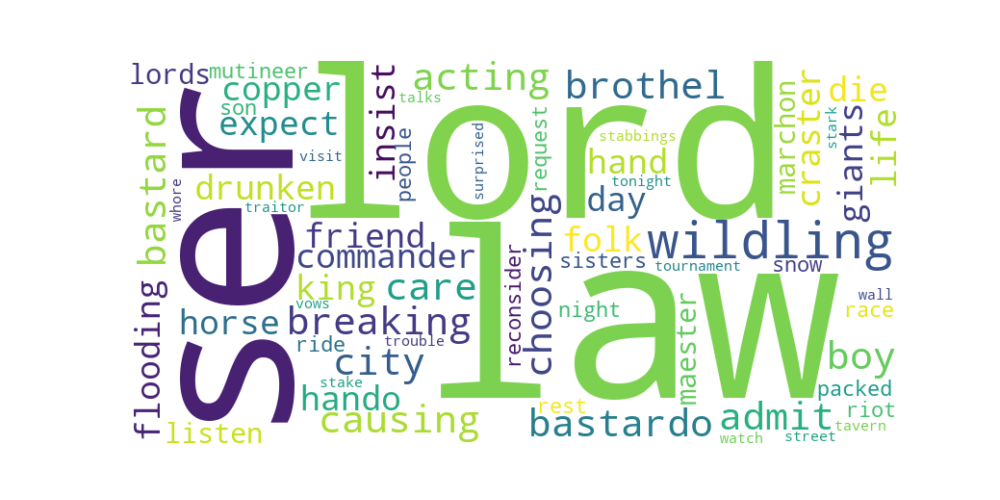 lords
mutineer
copper
son
expect
bastard
whore
drunken
visit
traitor
ser
lord
insist
people
talks
acting
surprised
request
brothel
stabbings
hand
tonight
day
marchon
craster
die
stark
giants
life
friend
commander
king
care
vows
horse
breaking
ride
trouble
city
stake
hando
causing
flooding
listen
law
choosing
reconsider
folk
wildling
sisters
tournament
snow
night
maester
wall
race
boy
packed
rest
bastardo
admit
riot
tavern
watch
street